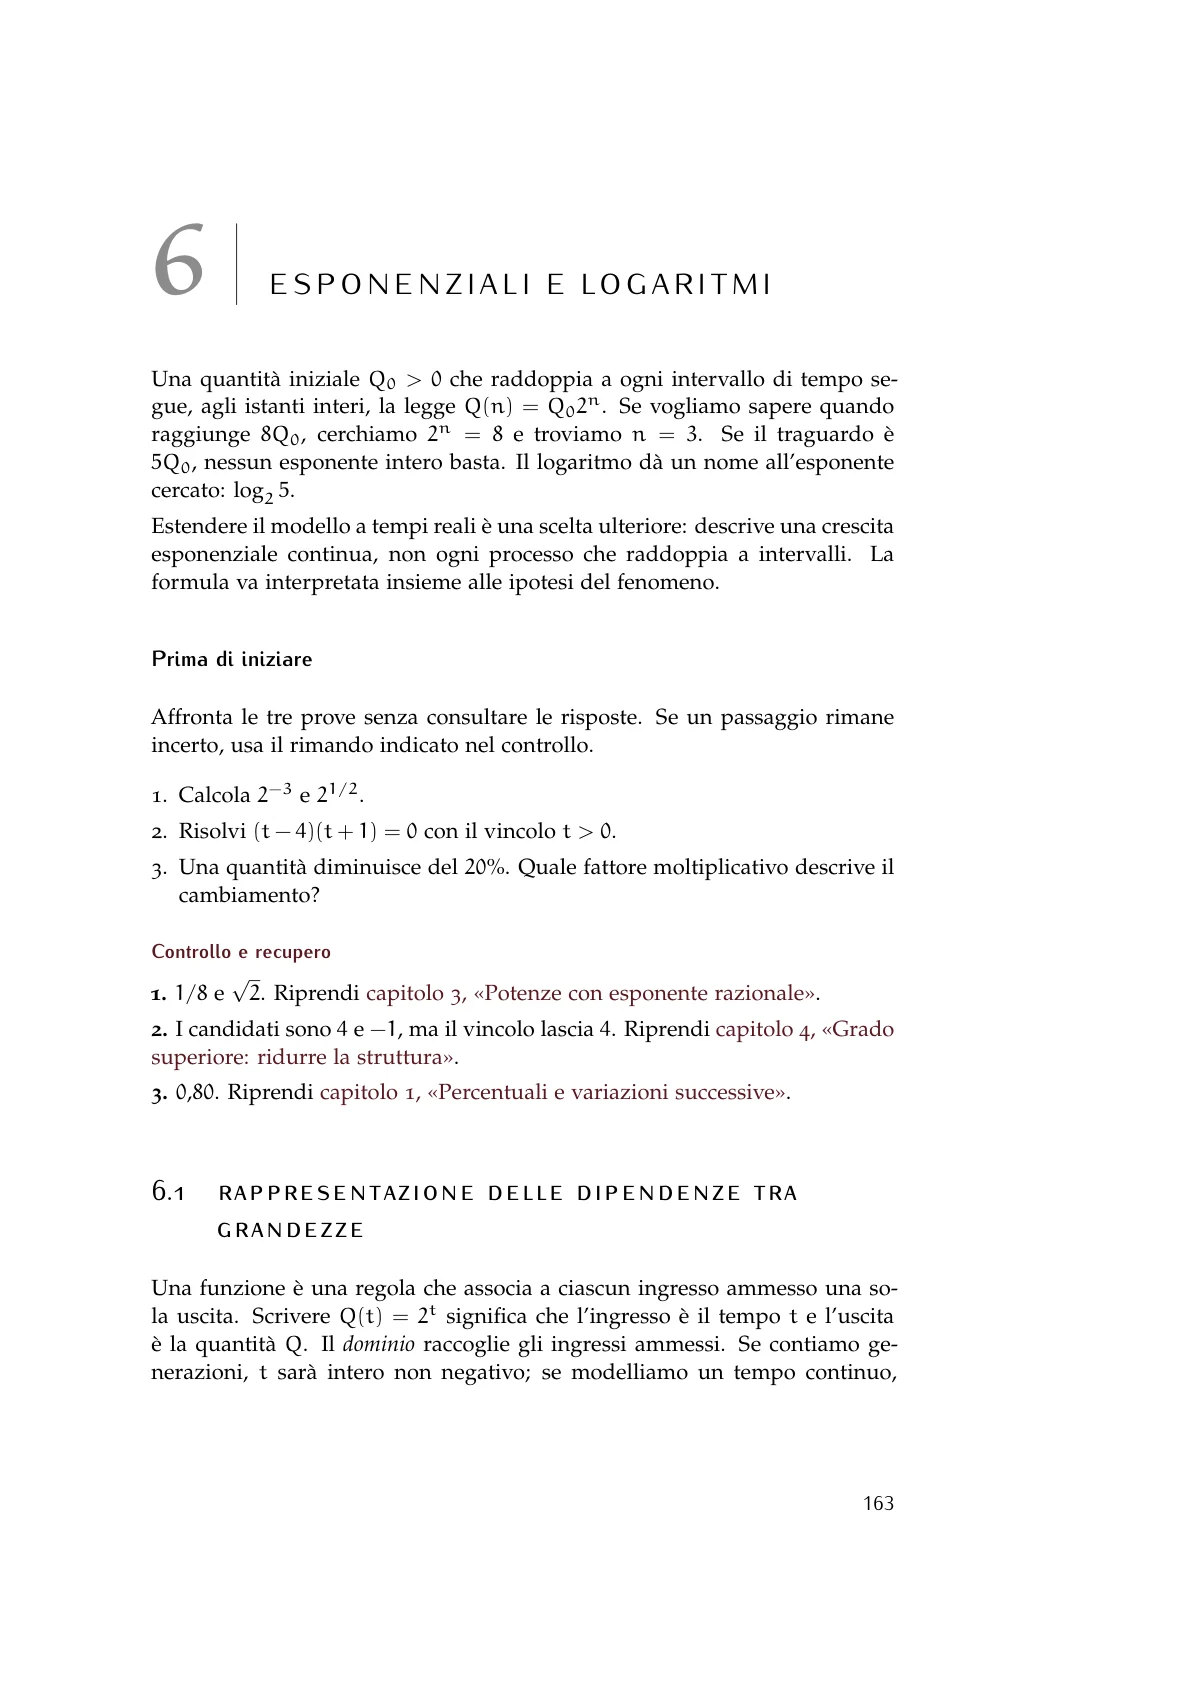 6 ESPONENZIALI E LOGARITMI
Una quantità iniziale Q₀ > 0 che raddoppia a ogni intervallo di tempo se-
gue, agli istanti interi, la legge Q(n) = Q₀2ⁿ. Se vogliamo sapere quando
raggiunge 8Q₀, cerchiamo 2ⁿ = 8 e troviamo n = 3. Se il traguardo è
5Q₀, nessun esponente intero basta. Il logaritmo dà un nome all'esponente
cercato: log₂ 5.
Estendere il modello a tempi reali è una scelta ulteriore: descrive una crescita
esponenziale continua, non ogni processo che raddoppia a intervalli. La
formula va interpretata insieme alle ipotesi del fenomeno.
Prima di iniziare
Affronta le tre prove senza consultare le risposte. Se un passaggio rimane
incerto, usa il rimando indicato nel controllo.
1. Calcola 2⁻³ e 2^{1/2}.
2. Risolvi (t − 4)(t + 1) = 0 con il vincolo t > 0.
3. Una quantità diminuisce del 20%. Quale fattore moltiplicativo descrive il
cambiamento?
Controllo e recupero
1. 1/8 e √2. Riprendi capitolo 3, «Potenze con esponente razionale».
2. I candidati sono 4 e −1, ma il vincolo lascia 4. Riprendi capitolo 4, «Grado
superiore: ridurre la struttura».
3. 0,80. Riprendi capitolo 1, «Percentuali e variazioni successive».
6.1 RAPPRESENTAZIONE DELLE DIPENDENZE TRA
GRANDEZZE
Una funzione è una regola che associa a ciascun ingresso ammesso una so-
la uscita. Scrivere Q(t) = 2ᵗ significa che l'ingresso è il tempo t e l'uscita
è la quantità Q. Il dominio raccoglie gli ingressi ammessi. Se contiamo ge-
nerazioni, t sarà intero non negativo; se modelliamo un tempo continuo,
163